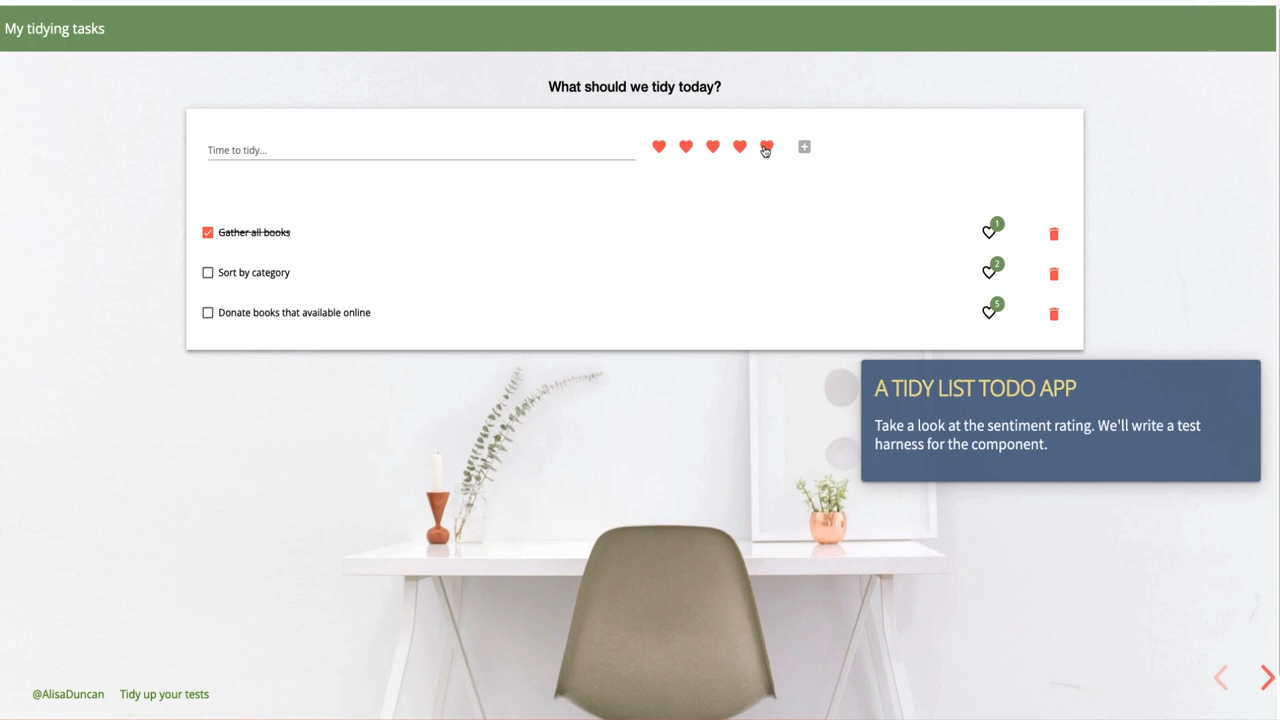 My tidying tasks
What should we tidy today?
Time to tidy...
Gather all books
1
Sort by category
2
Donate books that available online
5
A TIDY LIST TODO APP
Take a look at the sentiment rating. We'll write a test
harness for the component.
@AlisaDuncan Tidy up your tests